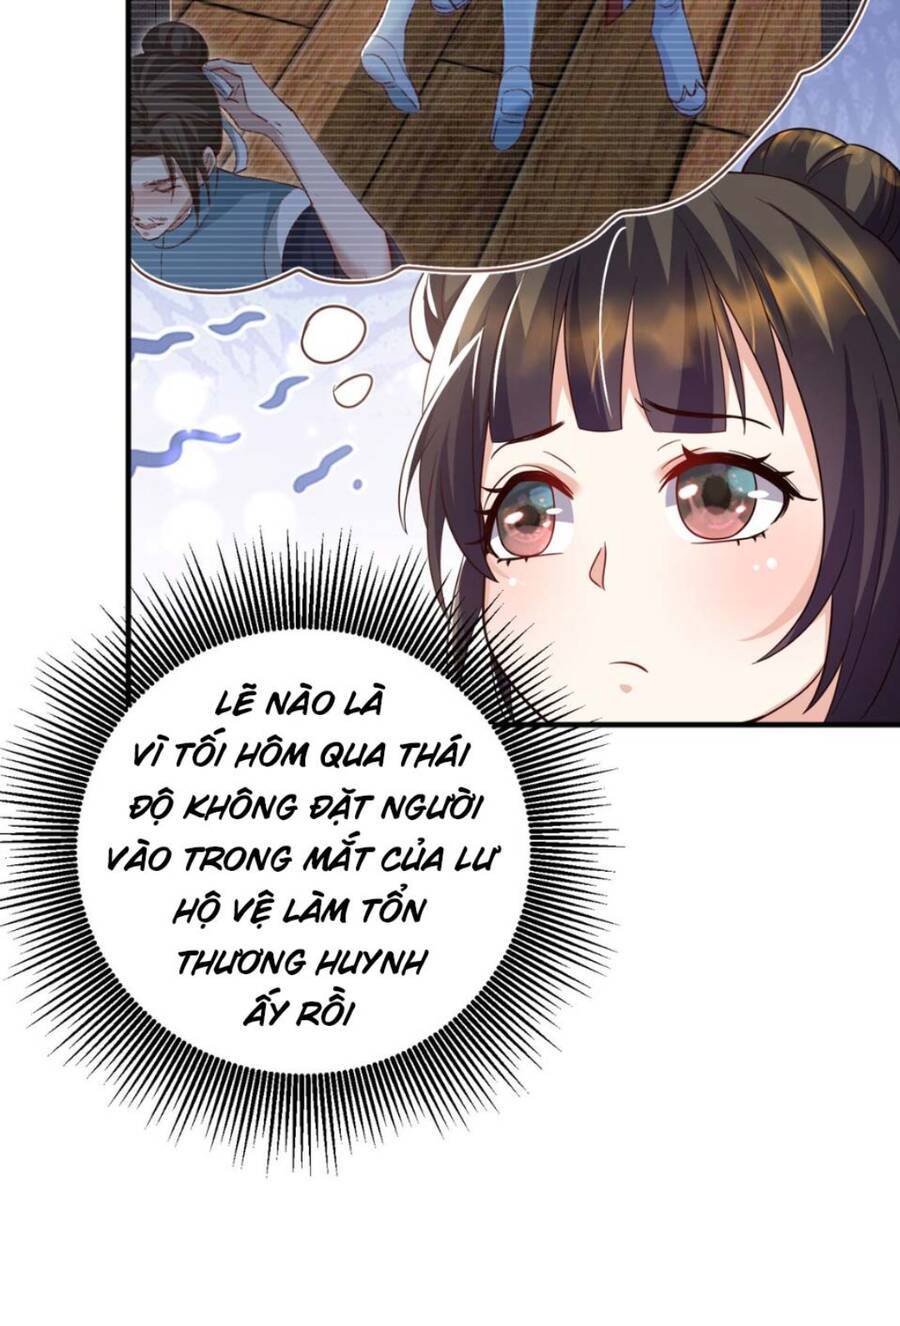 LẼ NÀO LÀ
VÌ TỐI HÔM QUA THÁI
ĐỘ KHÔNG ĐẶT NGƯỜI
VÀO TRONG MẮT CỦA LƯ
HỘ VỆ LÀM TỔN
THƯƠNG HUYNH
ẤY RỒI